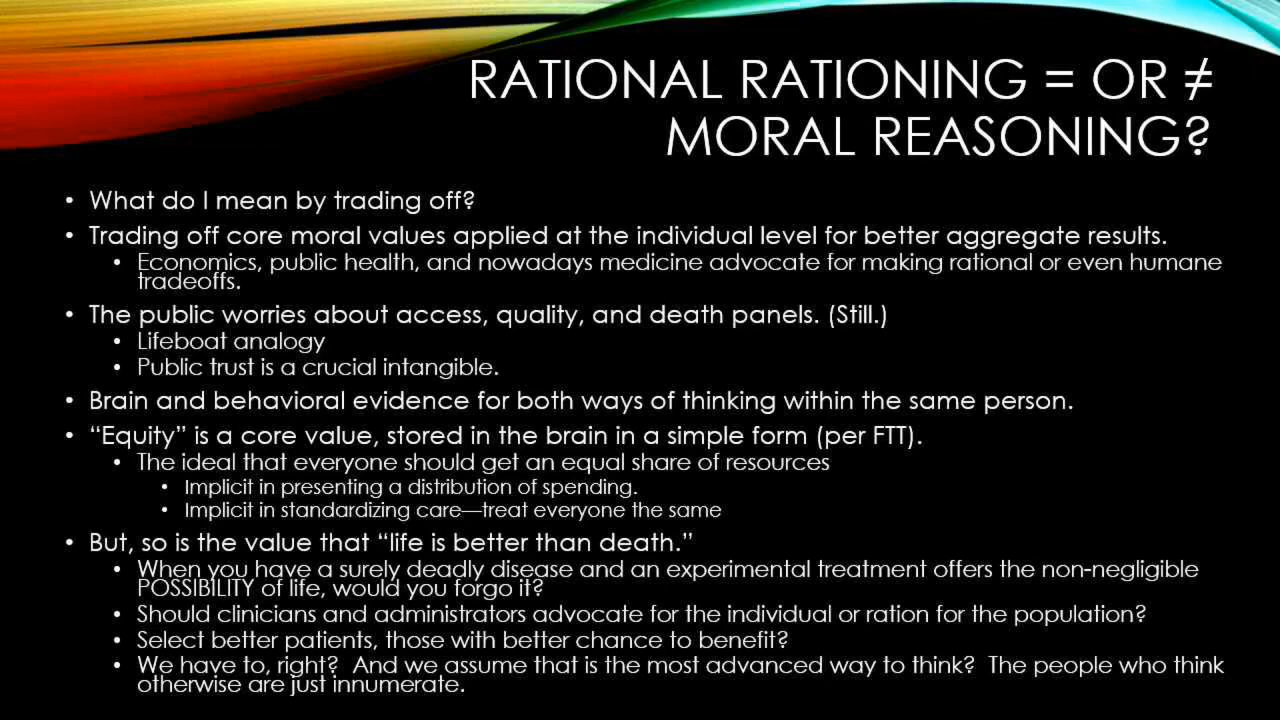 RATIONAL RATIONING = OR ≠
MORAL REASONING?
• What do I mean by trading off?
• Trading off core moral values applied at the individual level for better aggregate results.
• Economics, public health, and nowadays medicine advocate for making rational or even humane
tradeoffs.
• The public worries about access, quality, and death panels. (Still.)
• Lifeboat analogy
• Public trust is a crucial intangible.
• Brain and behavioral evidence for both ways of thinking within the same person.
• “Equity” is a core value, stored in the brain in a simple form (per FTT).
• The ideal that everyone should get an equal share of resources
• Implicit in presenting a distribution of spending.
• Implicit in standardizing care—treat everyone the same
• But, so is the value that “life is better than death.”
• When you have a surely deadly disease and an experimental treatment offers the non-negligible
POSSIBILITY of life, would you forgo it?
• Should clinicians and administrators advocate for the individual or ration for the population?
• Select better patients, those with better chance to benefit?
• We have to, right? And we assume that is the most advanced way to think? The people who think
otherwise are just innumerate.